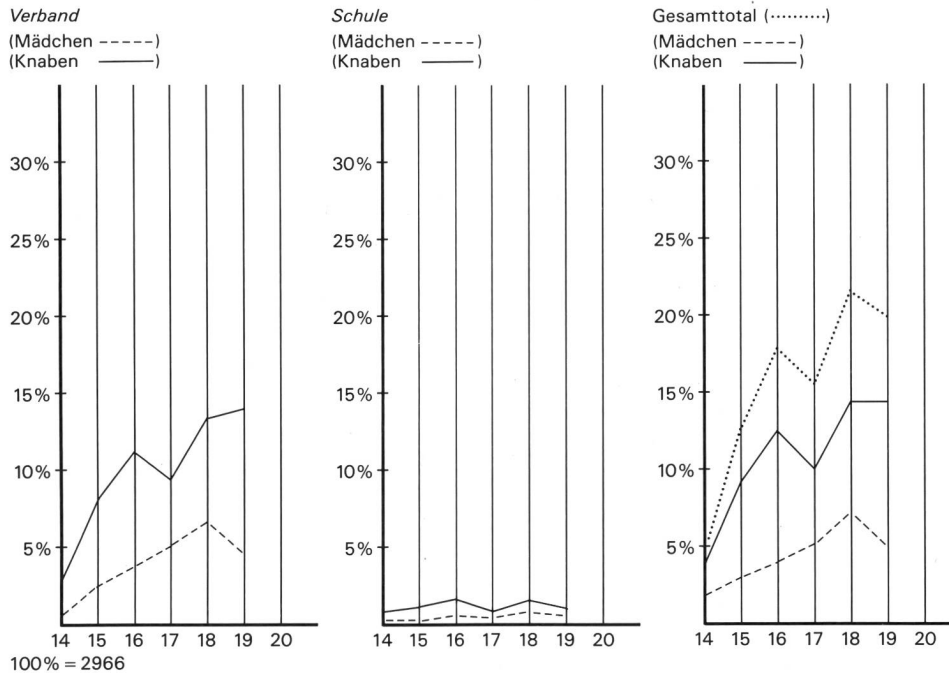 Verband
(Mädchen ------)
(Knaben ——)
30%
25%
20%
15%
10%
5%
14 15 16 17 18 19 20
100% = 2966
Schule
(Mädchen ------)
(Knaben ——)
30%
25%
20%
15%
10%
5%
14 15 16 17 18 19 20
Gesamttotal (·········)
(Mädchen ------)
(Knaben ——)
30%
25%
20%
15%
10%
5%
14 15 16 17 18 19 20